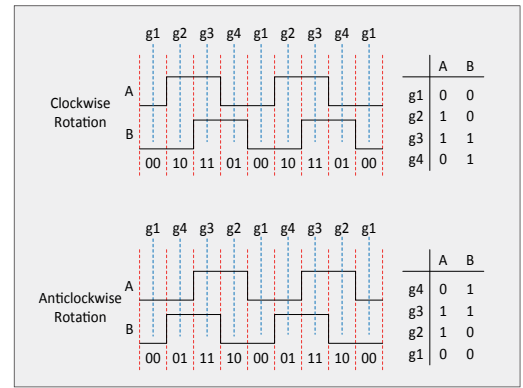 g1 g2 g3 g4 g1 g2 g3 g4 g1
A
Clockwise
Rotation
B
00 10 11 01 00 10 11 01 00
A B
g1 0 0
g2 1 0
g3 1 1
g4 0 1
g1 g4 g3 g2 g1 g4 g3 g2 g1
A
Anticlockwise
Rotation
B
00 01 11 10 00 01 11 10 00
A B
g4 0 1
g3 1 1
g2 1 0
g1 0 0